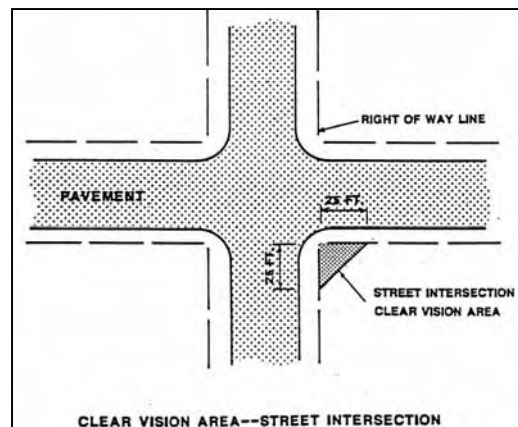 RIGHT OF WAY LINE
PAVEMENT
25 FT.
25 FT.
STREET INTERSECTION
CLEAR VISION AREA
CLEAR VISION AREA--STREET INTERSECTION